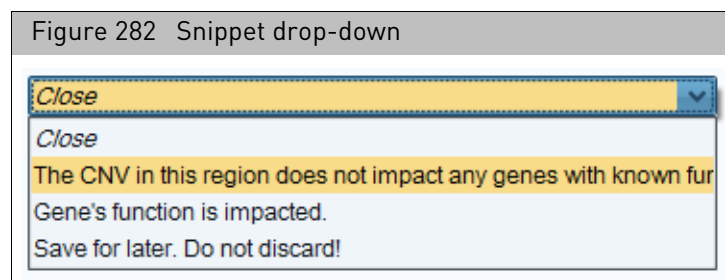 Figure 282 Snippet drop-down
Close
Close
The CNV in this region does not impact any genes with known fur
Gene's function is impacted.
Save for later. Do not discard!